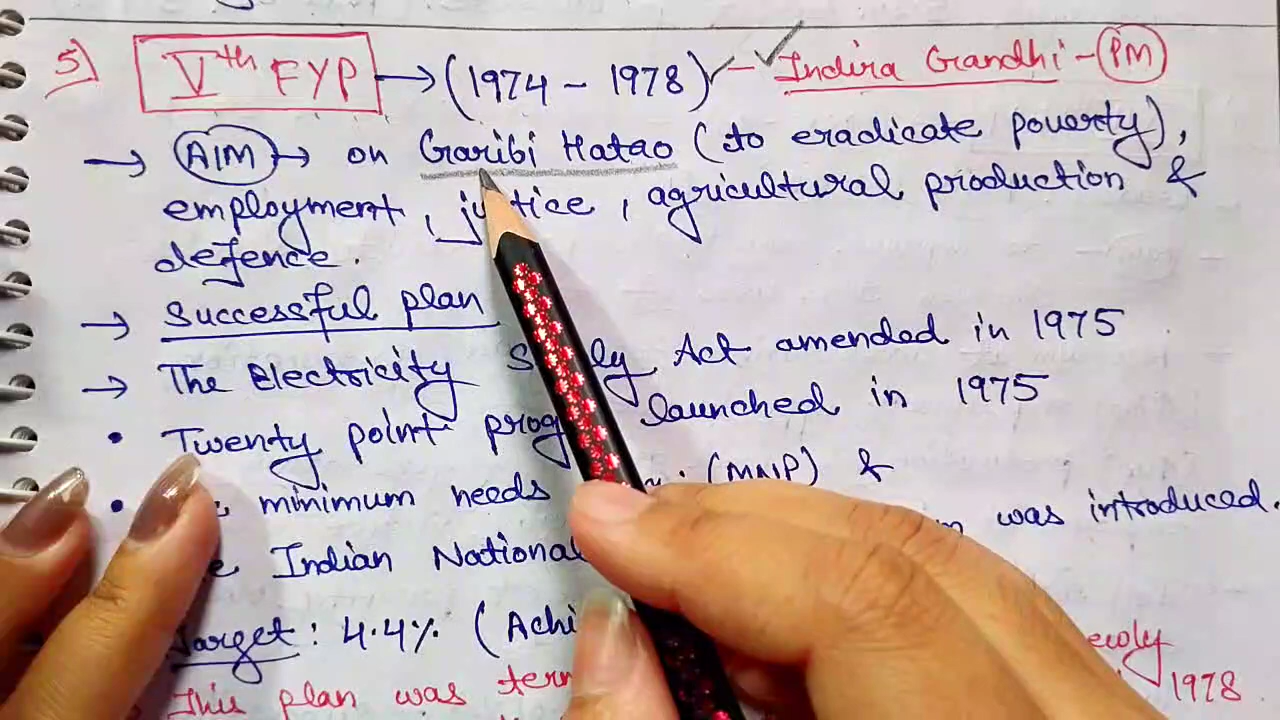 5) Vth FYP → (1974 - 1978) ✓ - ✓ Indira Gandhi - PM
→ AIM → on Garibi Hatao (to eradicate poverty),
employment, justice, agricultural production &
defence.
→ Successful plan
→ The Electricity Act amended in 1975
• Twenty point launched in 1975
• minimum needs (MNP) &
Indian National was introduced.
Target: 4.4% (
This plan was 1978